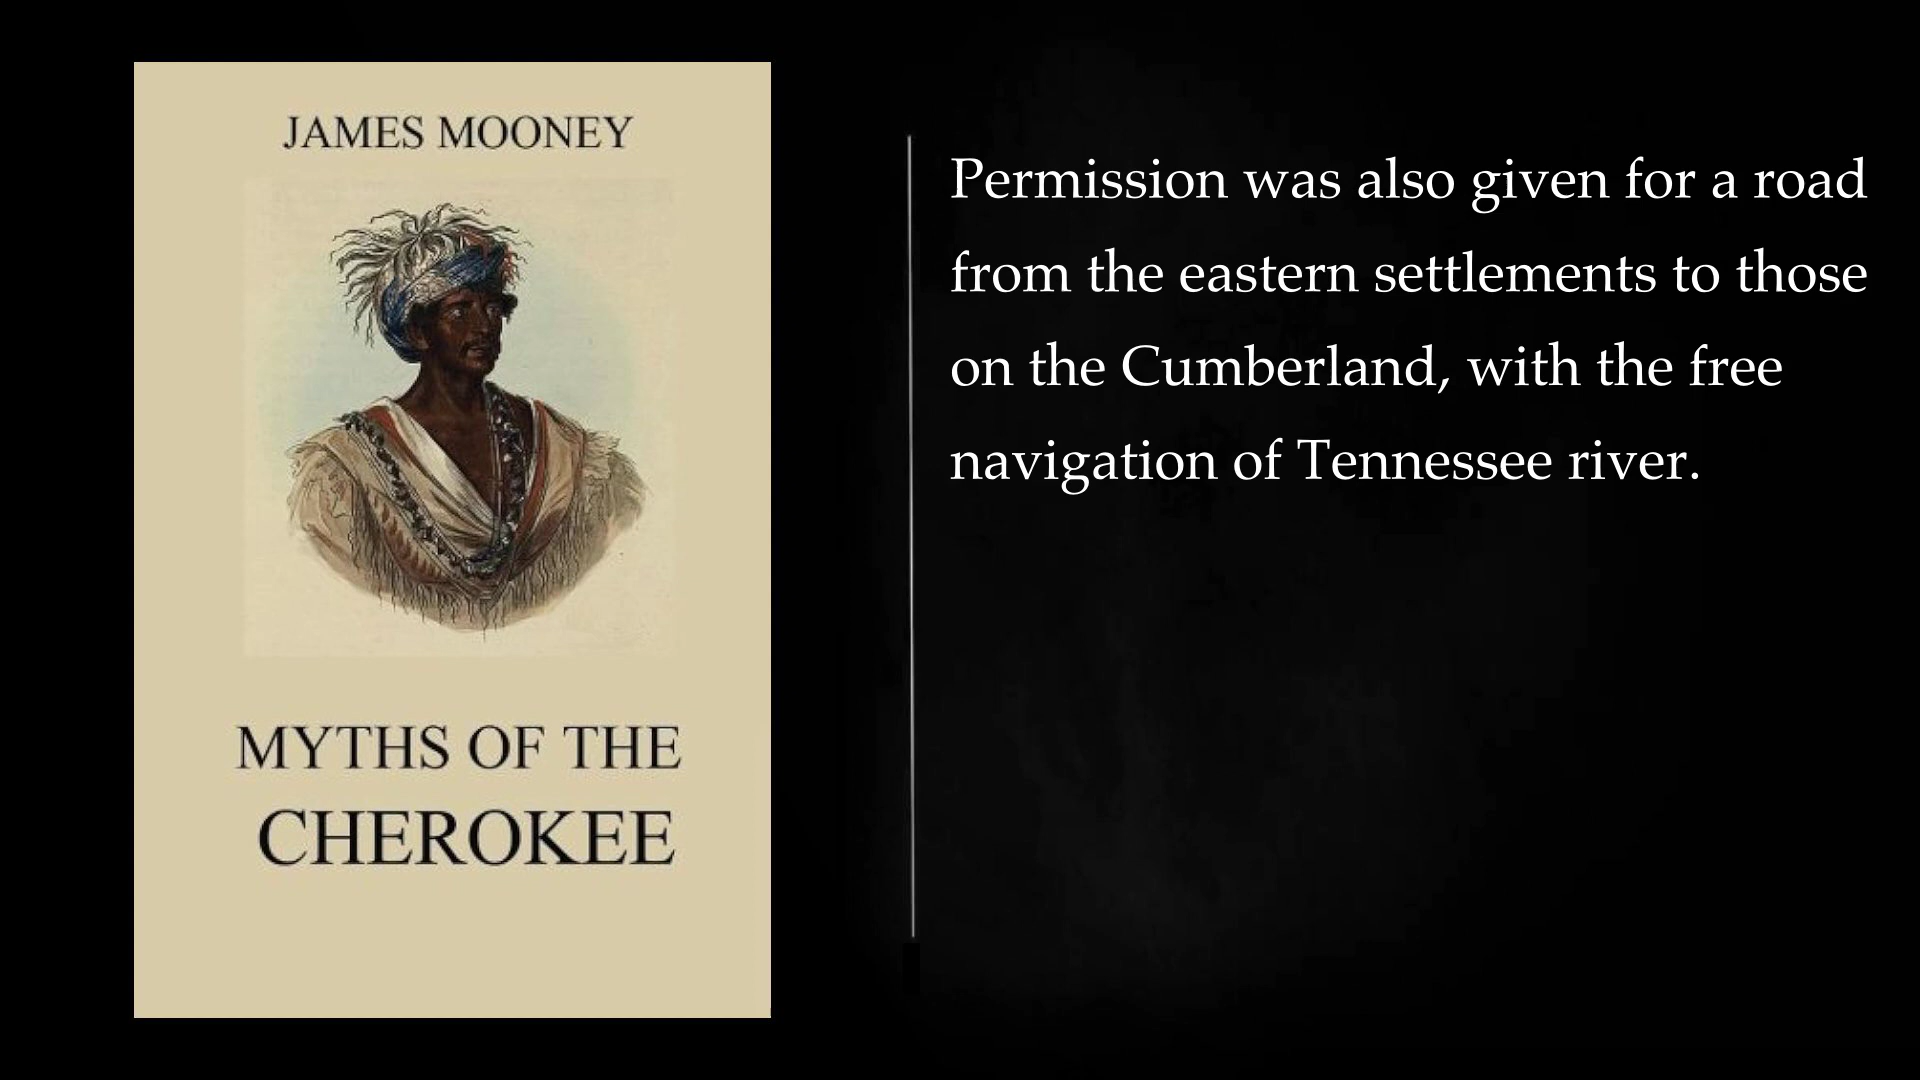 JAMES MOONEY
MYTHS OF THE
CHEROKEE
Permission was also given for a road
from the eastern settlements to those
on the Cumberland, with the free
navigation of Tennessee river.